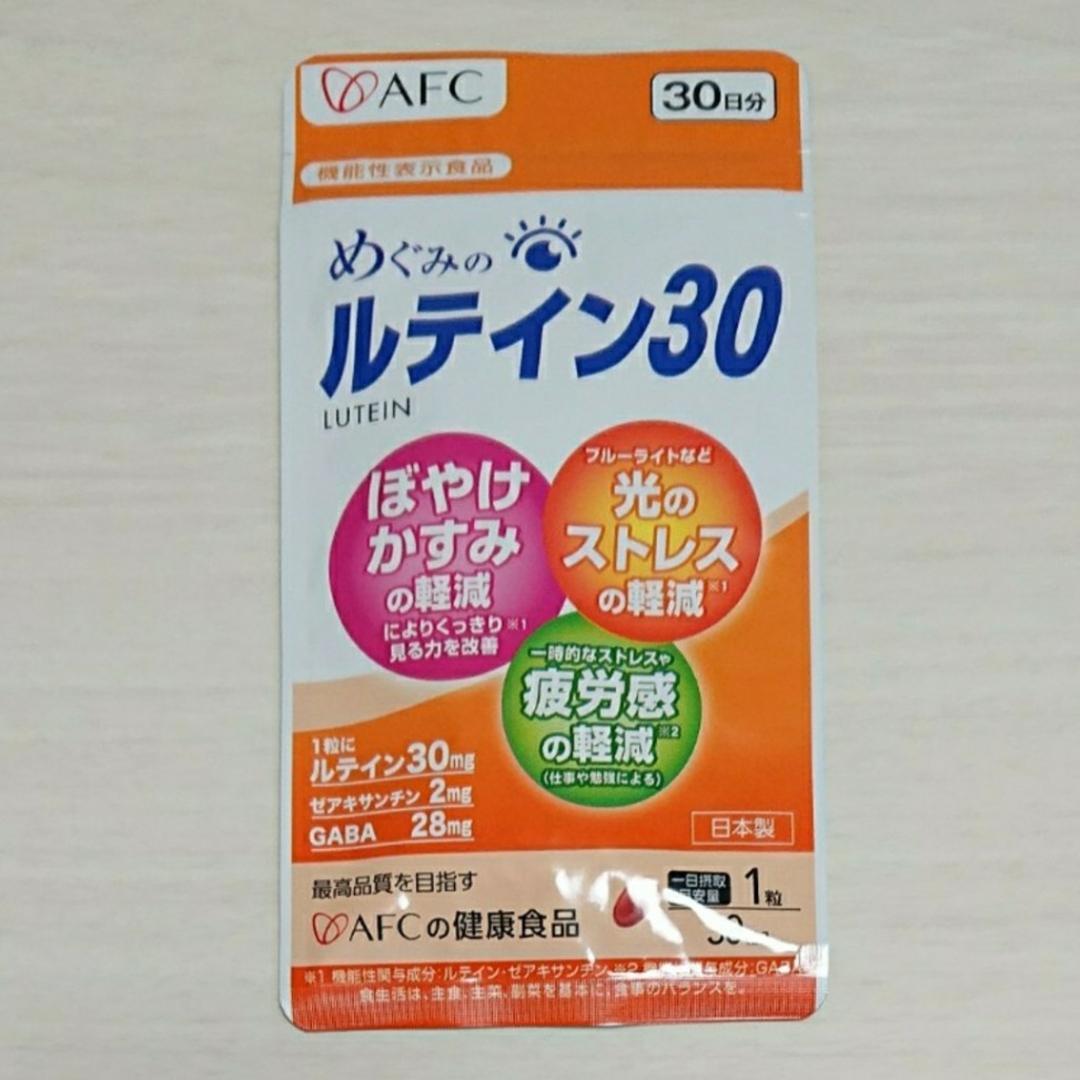 AFC
30日分
機能性表示食品
めぐみの
ルテイン30
LUTEIN
ぼやけ
かすみ
の軽減
によりくっきり※1
見る力を改善
ブルーライトなど
光の
ストレス
の軽減※1
一時的なストレスや
疲労感
の軽減※2
(仕事や勉強による)
1粒に
ルテイン30mg
ゼアキサンチン 2mg
GABA 28mg
日本製
最高品質を目指す
AFCの健康食品
一日摂取
目安量
1粒
30
※1 機能性関与成分:ルテイン・ゼアキサンチン ※2 関与成分:GABA
食生活は、主食、主菜、副菜を基本に、食事のバランスを。